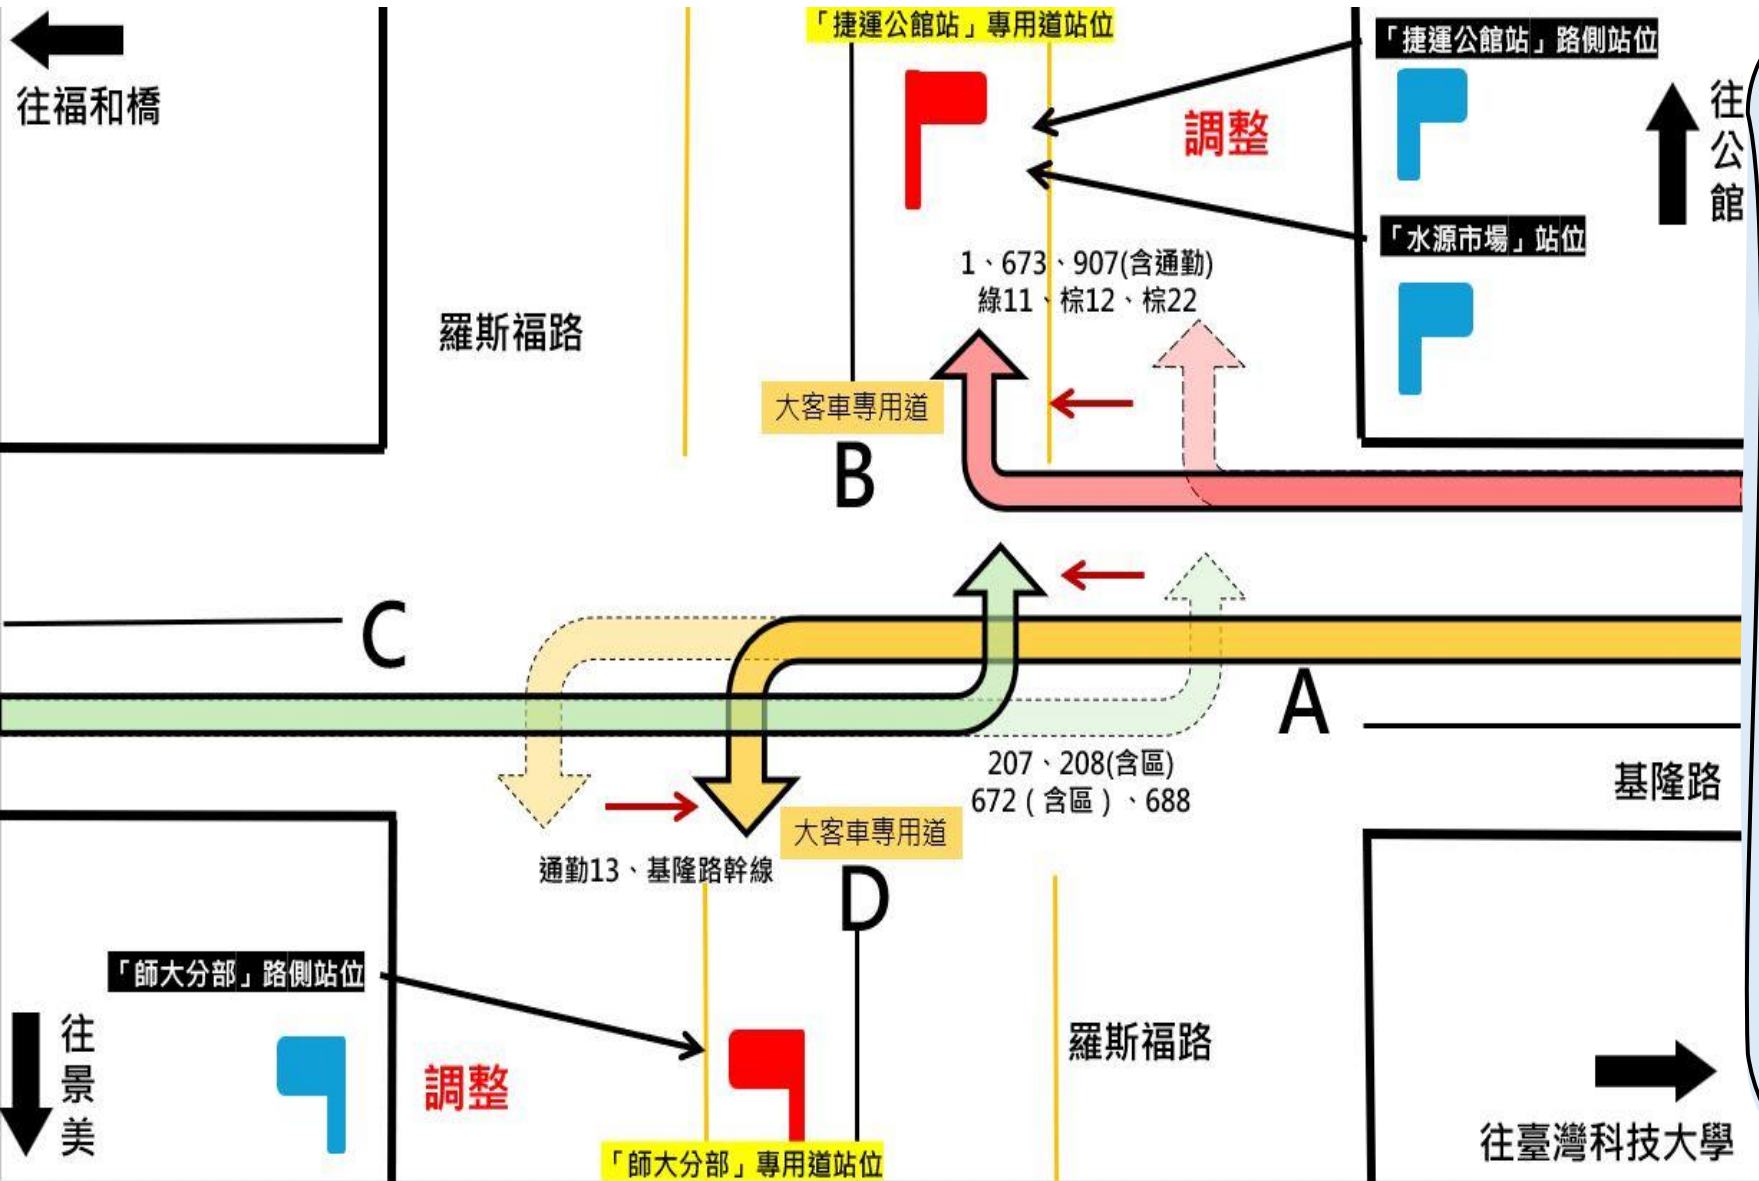 「捷運公館站」專用道站位
「捷運公館站」路側站位
往福和橋
往公館
調整
「水源市場」站位
1、673、907(含通勤)
綠11、棕12、棕22
羅斯福路
大客車專用道
B
C
A
207、208(含區)
672（含區）、688
基隆路
大客車專用道
通勤13、基隆路幹線
D
「師大分部」路側站位
往景美
調整
羅斯福路
往臺灣科技大學
「師大分部」專用道站位